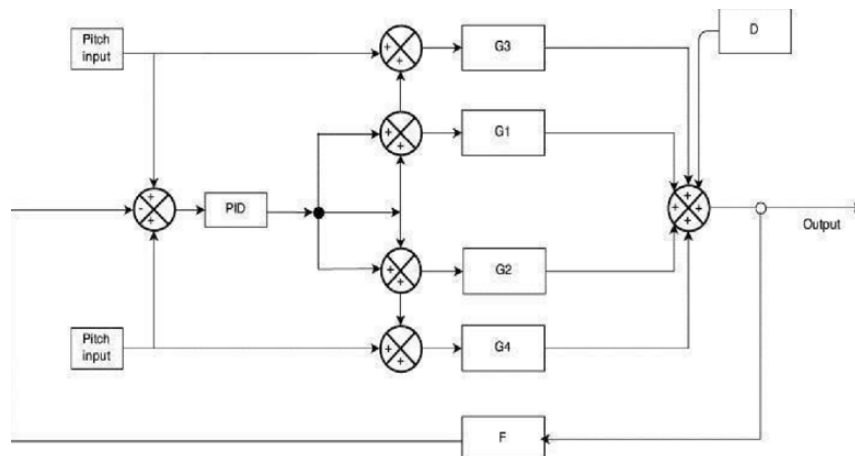 Pitch
input
G3
D
G1
PID
Output
G2
Pitch
input
G4
F